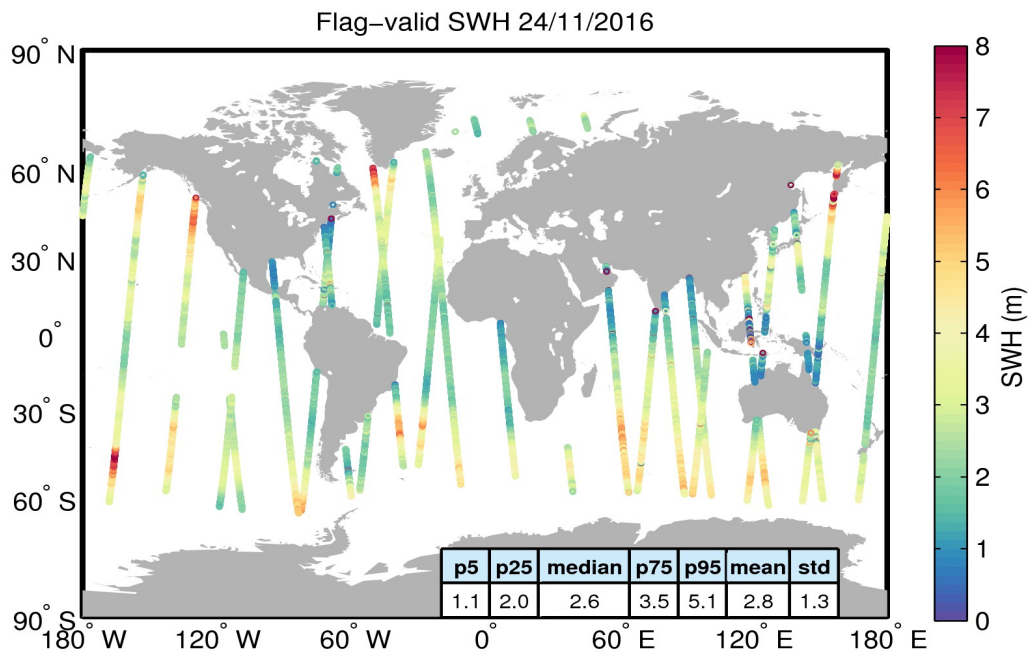 Flag−valid SWH 24/11/2016
90° N
60° N
30° N
0°
30° S
60° S
90° S
180° W
120° W
60° W
0°
60° E
120° E
180° E
p5 p25 median p75 p95 mean std
1.1 2.0 2.6 3.5 5.1 2.8 1.3
8
7
6
5
4
3
2
1
0
SWH (m)